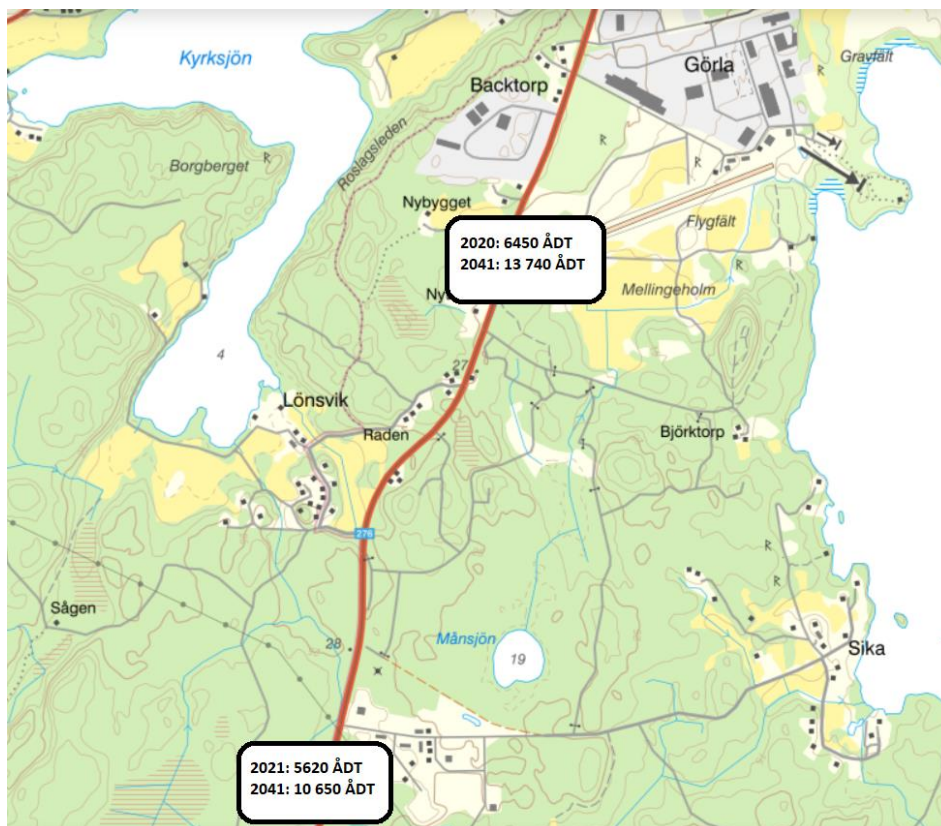 Kyrksjön
Görla
Gravfält
Backtorp
R
Roslagsleden
Borgberget
R
R
Nybygget
Flygfält
2020: 6450 ÅDT
2041: 13 740 ÅDT
R
Mellingeholm
Ny
4
27
Lönsvik
Raden
Björktorp
276
R
R
Sågen
28
Månsjön
19
Sika
2021: 5620 ÅDT
2041: 10 650 ÅDT